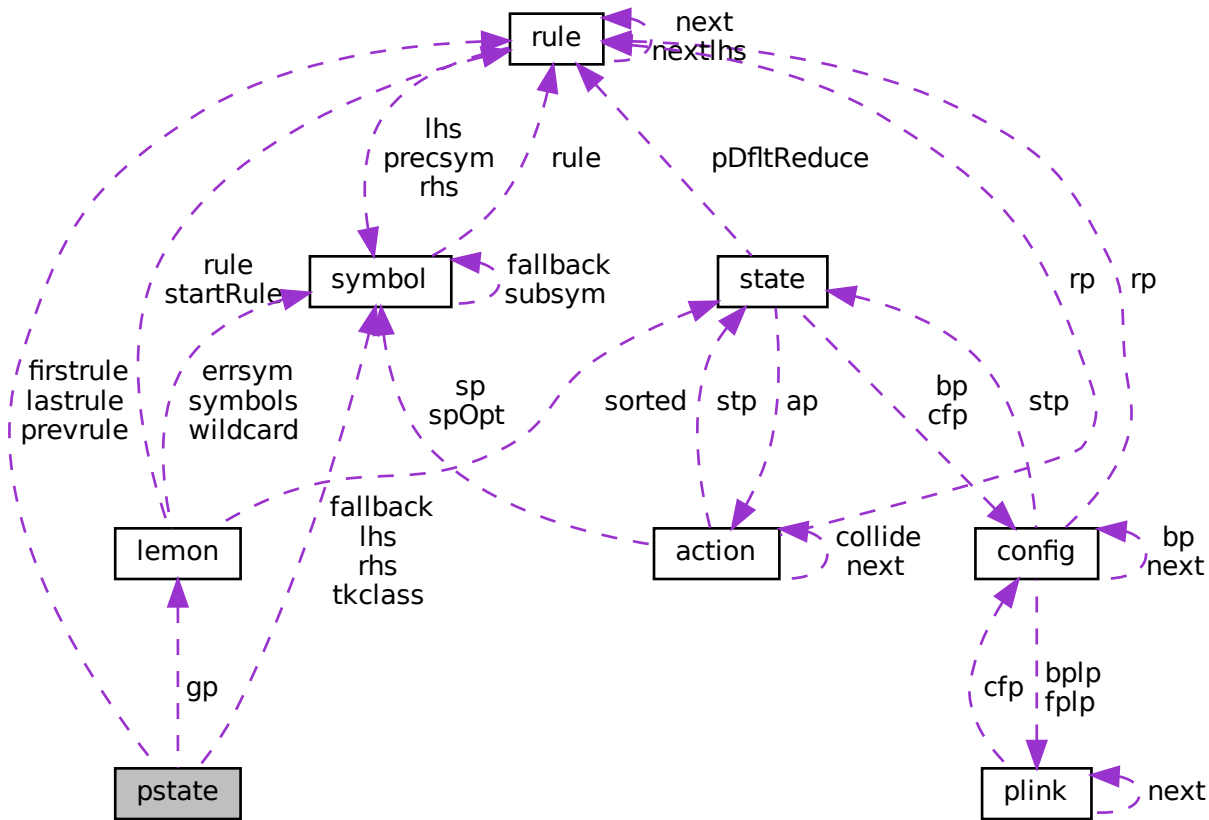 rule
next
nextlhs
lhs
precsym
rhs
rule
pDfltReduce
rule
startRule
symbol
fallback
subsym
state
rp
rp
firstrule
lastrule
prevrule
errsym
symbols
wildcard
sp
spOpt
sorted
stp
ap
bp
cfp
stp
fallback
lhs
rhs
tkclass
lemon
action
collide
next
config
bp
next
gp
cfp
bplp
fplp
pstate
plink
next